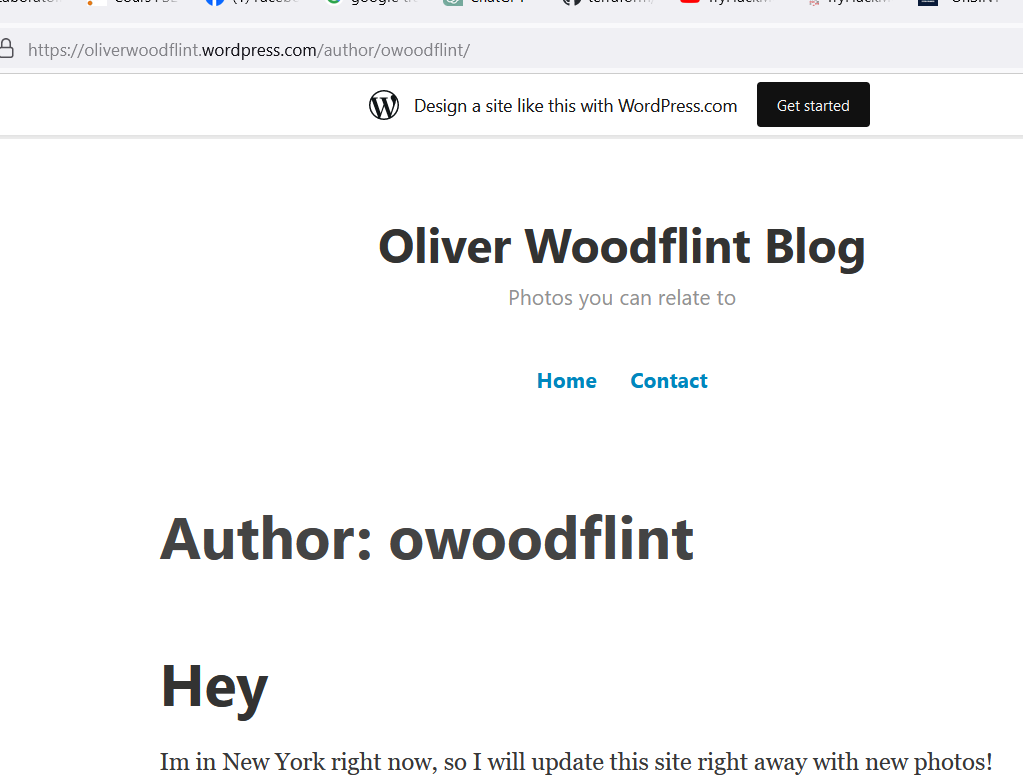 https://oliverwoodflint.wordpress.com/author/owoodflint/
Design a site like this with WordPress.com
Get started
Oliver Woodflint Blog
Photos you can relate to
Home Contact
Author: owoodflint
Hey
Im in New York right now, so I will update this site right away with new photos!